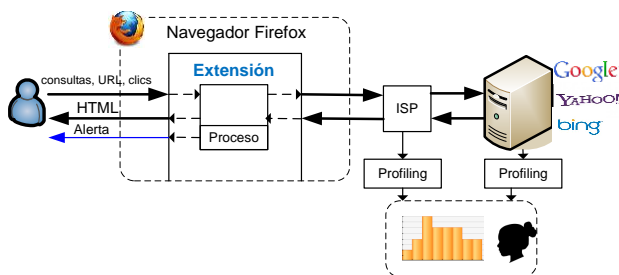 Navegador Firefox
Extensión
consultas, URL, clics
HTML
Alerta
Proceso
ISP
Google
YAHOO!
bing
Profiling
Profiling